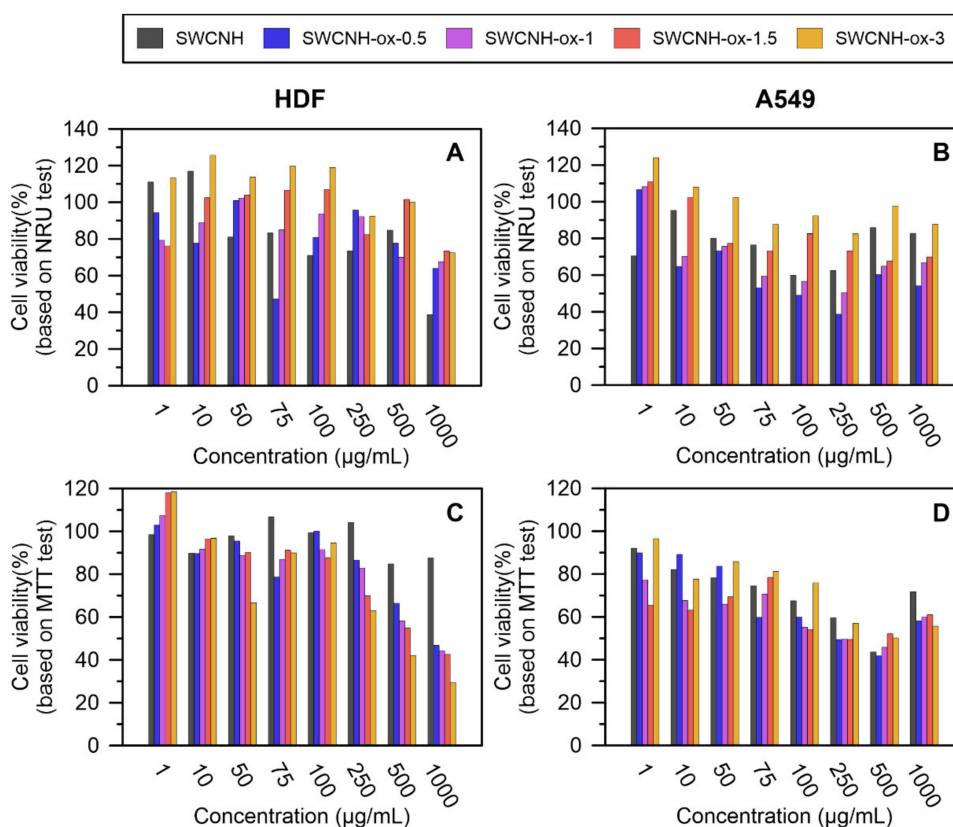 SWCNH SWCNH-ox-0.5 SWCNH-ox-1 SWCNH-ox-1.5 SWCNH-ox-3
HDF
A549
Cell viability(%)
(based on NRU test)
140
120
100
80
60
40
20
0
A
1 10 50 75 100 250 500 1000
Concentration (µg/mL)
Cell viability(%)
(based on NRU test)
140
120
100
80
60
40
20
0
B
1 10 50 75 100 250 500 1000
Concentration (µg/mL)
Cell viability(%)
(based on MTT test)
120
100
80
60
40
20
0
C
1 10 50 75 100 250 500 1000
Concentration (µg/mL)
Cell viability(%)
(based on MTT test)
120
100
80
60
40
20
0
D
1 10 50 75 100 250 500 1000
Concentration (µg/mL)